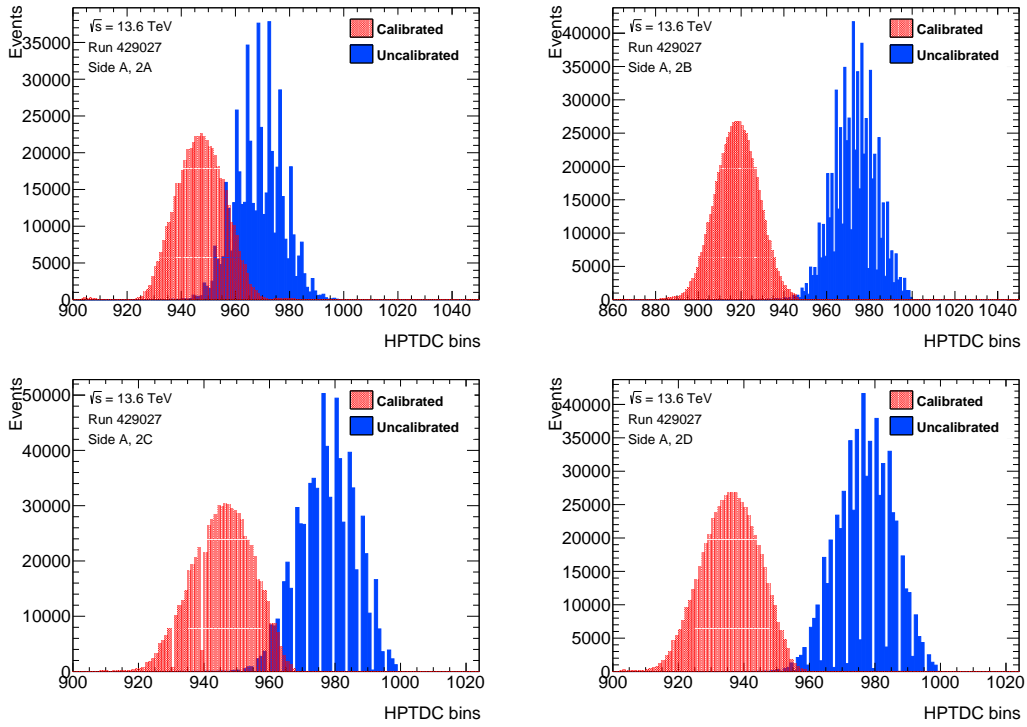 Events
35000
30000
25000
20000
15000
10000
5000
0
√s = 13.6 TeV
Run 429027
Side A, 2A
Calibrated
Uncalibrated
900 920 940 960 980 1000 1020 1040
HPTDC bins
Events
40000
35000
30000
25000
20000
15000
10000
5000
0
√s = 13.6 TeV
Run 429027
Side A, 2B
Calibrated
Uncalibrated
860 880 900 920 940 960 980 1000 1020 1040
HPTDC bins
Events
50000
40000
30000
20000
10000
0
√s = 13.6 TeV
Run 429027
Side A, 2C
Calibrated
Uncalibrated
900 920 940 960 980 1000 1020
HPTDC bins
Events
40000
35000
30000
25000
20000
15000
10000
5000
0
√s = 13.6 TeV
Run 429027
Side A, 2D
Calibrated
Uncalibrated
900 920 940 960 980 1000 1020
HPTDC bins